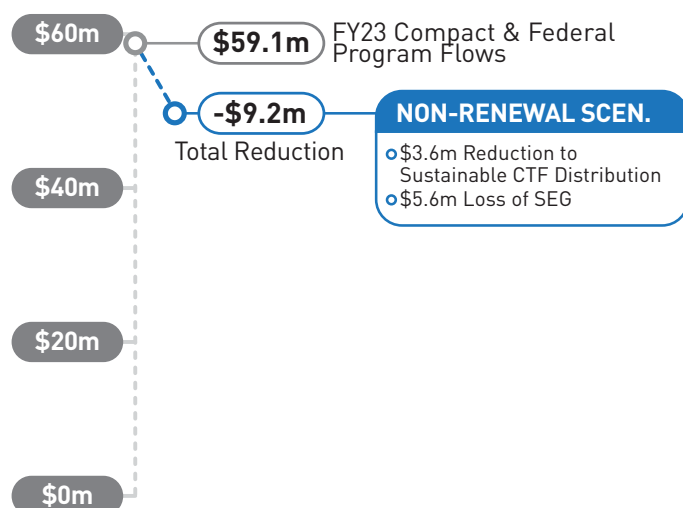 $60m
$59.1m
FY23 Compact & Federal
Program Flows
-$9.2m
Total Reduction
NON-RENEWAL SCEN.
$3.6m Reduction to
Sustainable CTF Distribution
$5.6m Loss of SEG
$40m
$20m
$0m